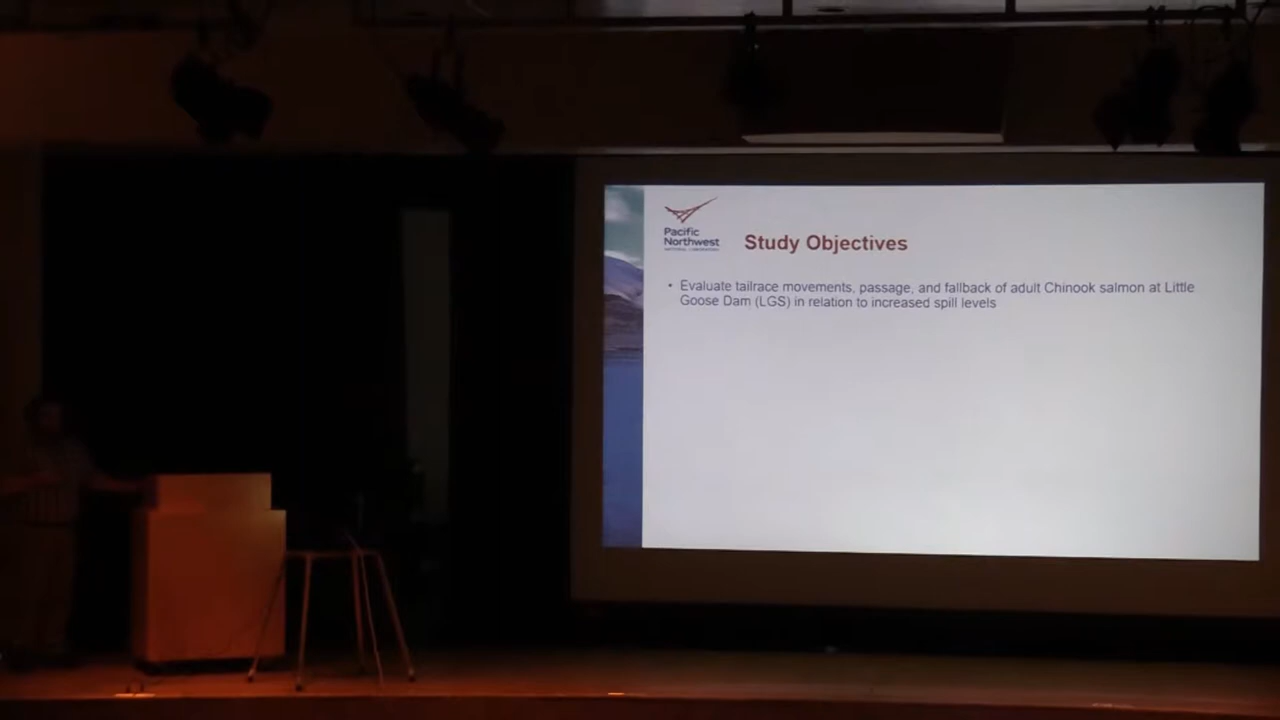 Pacific
Northwest
NATIONAL LABORATORY
Study Objectives
• Evaluate tailrace movements, passage, and fallback of adult Chinook salmon at Little
Goose Dam (LGS) in relation to increased spill levels